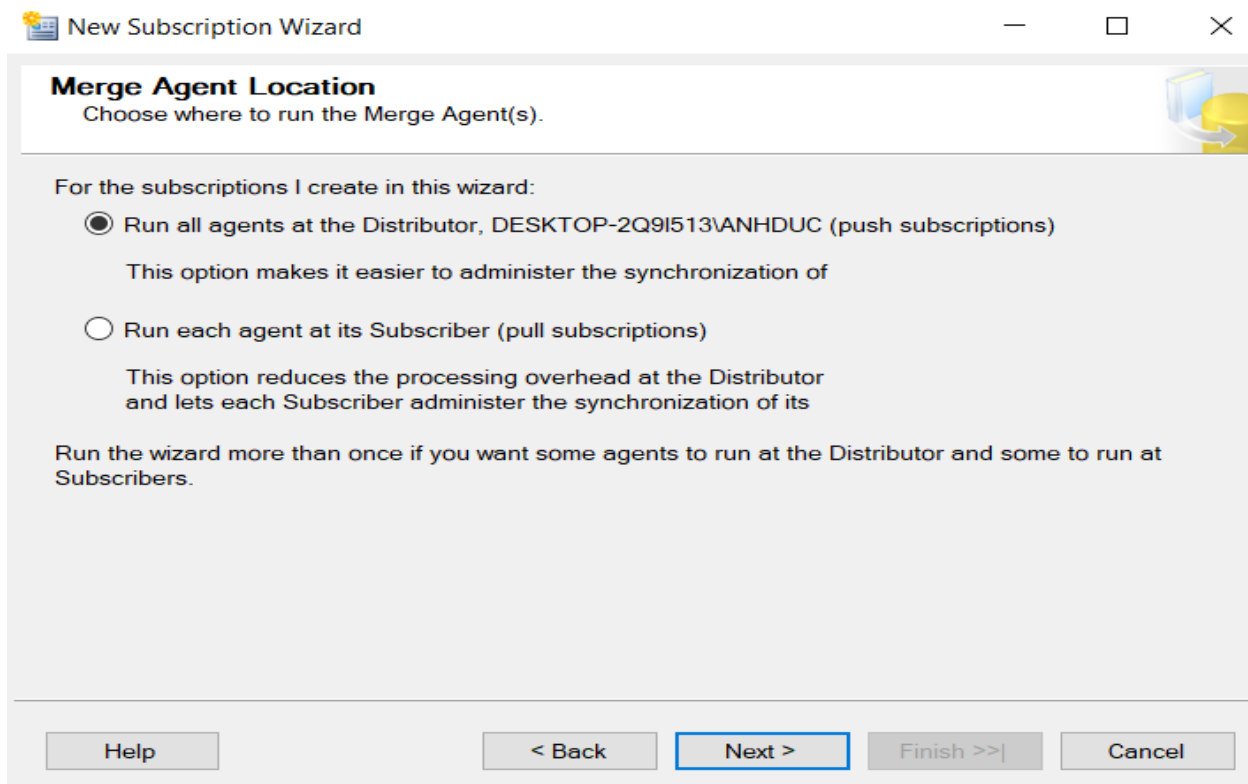 New Subscription Wizard
Merge Agent Location
Choose where to run the Merge Agent(s).
For the subscriptions I create in this wizard:
Run all agents at the Distributor, DESKTOP-2Q9I513\ANHDUC (push subscriptions)
This option makes it easier to administer the synchronization of
Run each agent at its Subscriber (pull subscriptions)
This option reduces the processing overhead at the Distributor
and lets each Subscriber administer the synchronization of its
Run the wizard more than once if you want some agents to run at the Distributor and some to run at
Subscribers.
Help
< Back
Next >
Finish >>|
Cancel